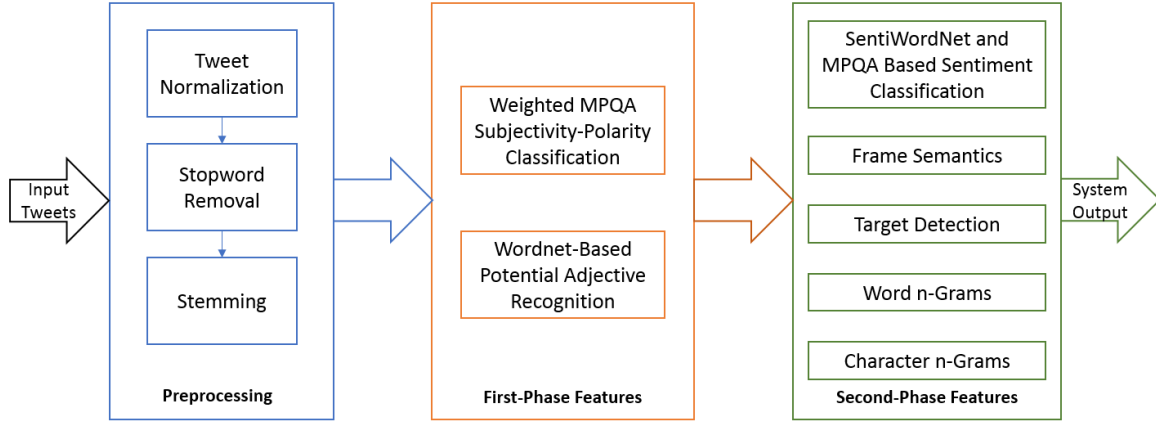 Input
Tweets
Tweet
Normalization
Stopword
Removal
Stemming
Preprocessing
Weighted MPQA
Subjectivity-Polarity
Classification
Wordnet-Based
Potential Adjective
Recognition
First-Phase Features
SentiWordNet and
MPQA Based Sentiment
Classification
Frame Semantics
Target Detection
Word n-Grams
Character n-Grams
Second-Phase Features
System
Output